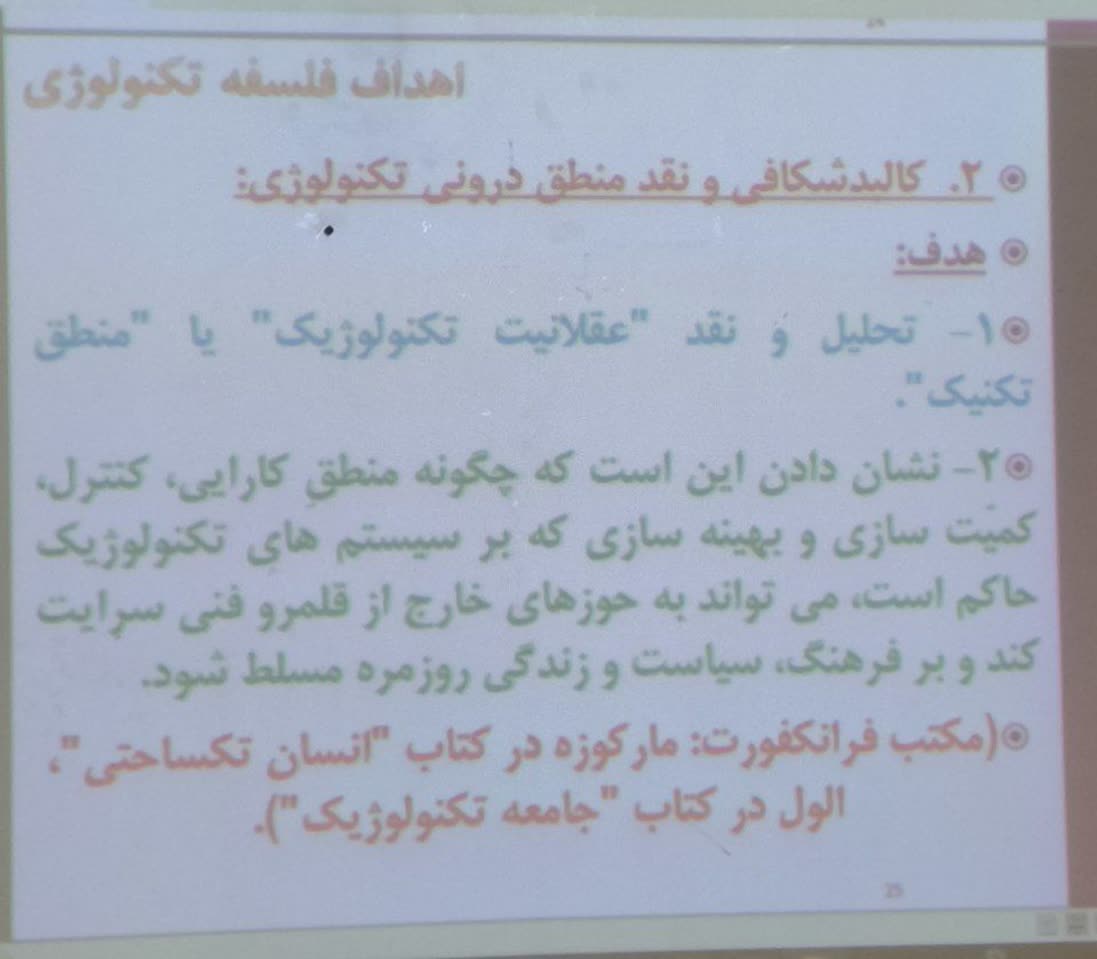 اهداف فلسفه تکنولوژی
۲. کالبدشکافی و نقد منطق درونی تکنولوژی:
هدف:
۱- تحلیل و نقد "عقلانیت تکنولوژیک" یا "منطق
تکنیک".
۲- نشان دادن این است که چگونه منطقِ کارایی، کنترل،
کمیّت سازی و بهینه سازی که بر سیستم های تکنولوژیک
حاکم است، می تواند به حوزهای خارج از قلمرو فنی سرایت
کند و بر فرهنگ، سیاست و زندگی روزمره مسلط شود.
(مکتب فرانکفورت: مارکوزه در کتاب "انسان تکساحتی"،
الول در کتاب "جامعه تکنولوژیک").
25